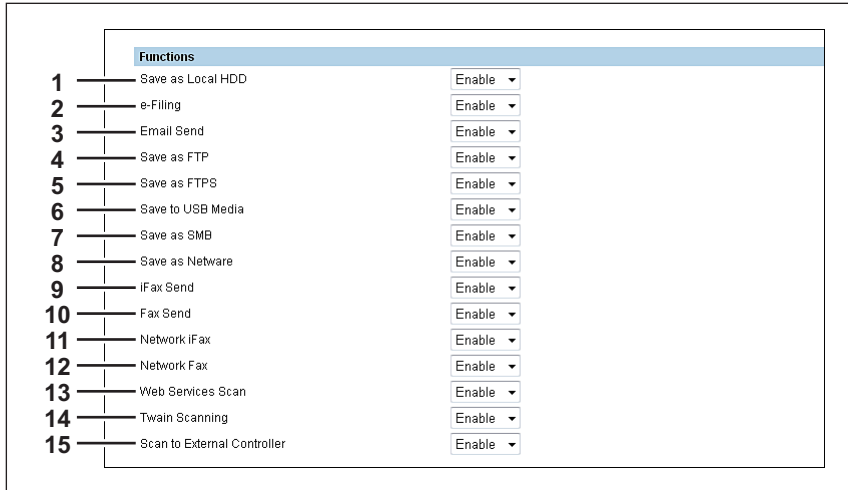 Functions
1 Save as Local HDD Enable
2 e-Filing Enable
3 Email Send Enable
4 Save as FTP Enable
5 Save as FTPS Enable
6 Save to USB Media Enable
7 Save as SMB Enable
8 Save as Netware Enable
9 iFax Send Enable
10 Fax Send Enable
11 Network iFax Enable
12 Network Fax Enable
13 Web Services Scan Enable
14 Twain Scanning Enable
15 Scan to External Controller Enable